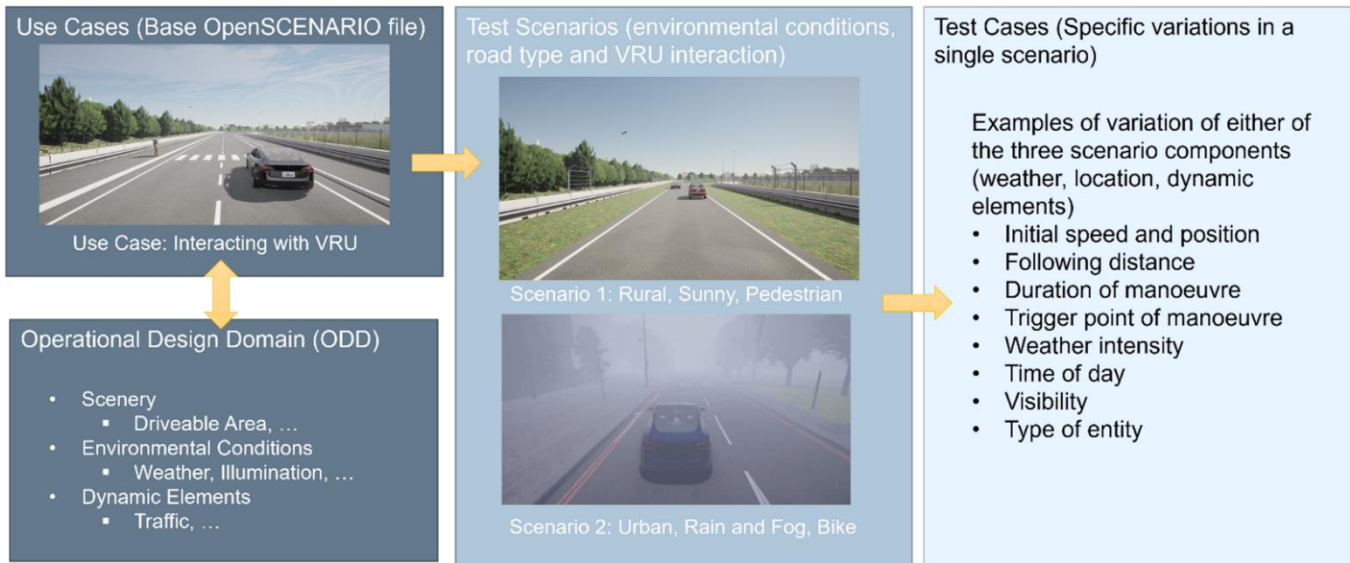 Use Cases (Base OpenSCENARIO file)
Use Case: Interacting with VRU
Operational Design Domain (ODD)
• Scenery
▪ Driveable Area, …
• Environmental Conditions
▪ Weather, Illumination, …
• Dynamic Elements
▪ Traffic, …
Test Scenarios (environmental conditions,
road type and VRU interaction)
Scenario 1: Rural, Sunny, Pedestrian
Scenario 2: Urban, Rain and Fog, Bike
Test Cases (Specific variations in a
single scenario)
Examples of variation of either of
the three scenario components
(weather, location, dynamic
elements)
• Initial speed and position
• Following distance
• Duration of manoeuvre
• Trigger point of manoeuvre
• Weather intensity
• Time of day
• Visibility
• Type of entity